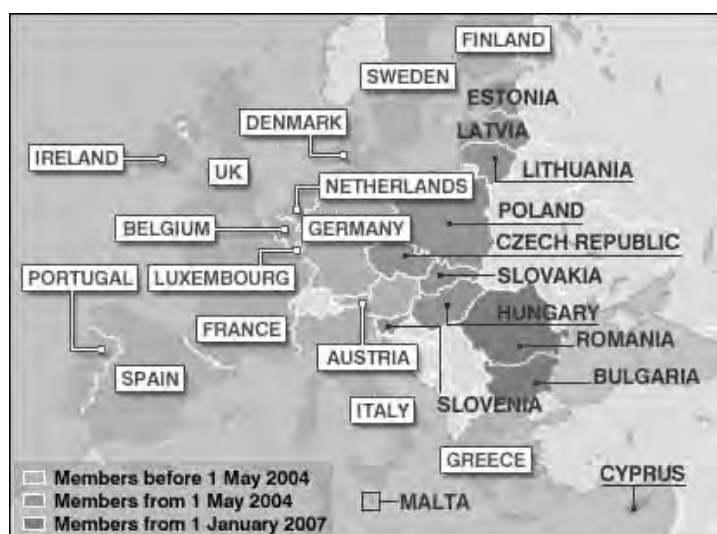 FINLAND
SWEDEN
ESTONIA
DENMARK
LATVIA
IRELAND
UK
LITHUANIA
NETHERLANDS
POLAND
BELGIUM
GERMANY
CZECH REPUBLIC
PORTUGAL
LUXEMBOURG
SLOVAKIA
HUNGARY
FRANCE
ROMANIA
AUSTRIA
SPAIN
BULGARIA
ITALY
SLOVENIA
GREECE
CYPRUS
Members before 1 May 2004
Members from 1 May 2004
MALTA
Members from 1 January 2007